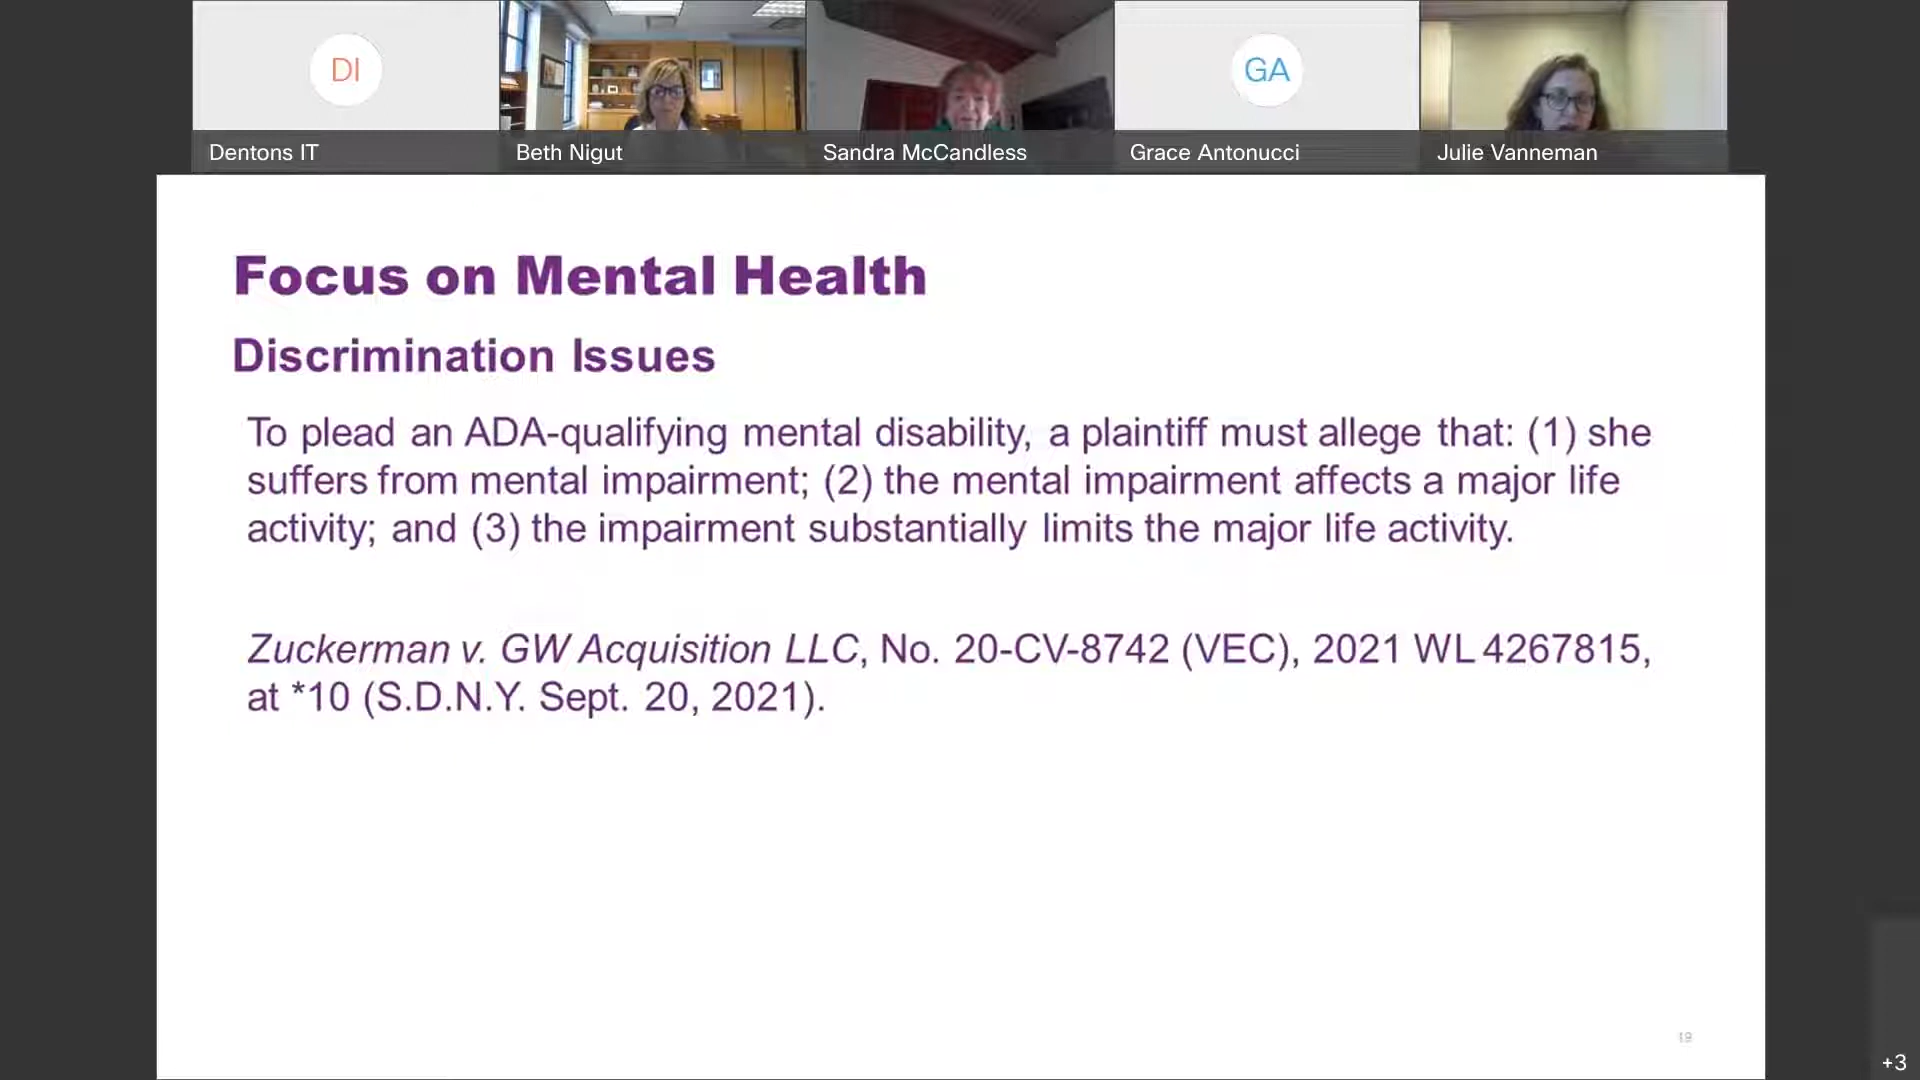 DI
GA
Dentons IT
Beth Nigut
Sandra McCandless
Grace Antonucci
Julie Vanneman
Focus on Mental Health
Discrimination Issues
To plead an ADA-qualifying mental disability, a plaintiff must allege that: (1) she
suffers from mental impairment; (2) the mental impairment affects a major life
activity; and (3) the impairment substantially limits the major life activity.
Zuckerman v. GW Acquisition LLC, No. 20-CV-8742 (VEC), 2021 WL 4267815,
at *10 (S.D.N.Y. Sept. 20, 2021).
19
+3